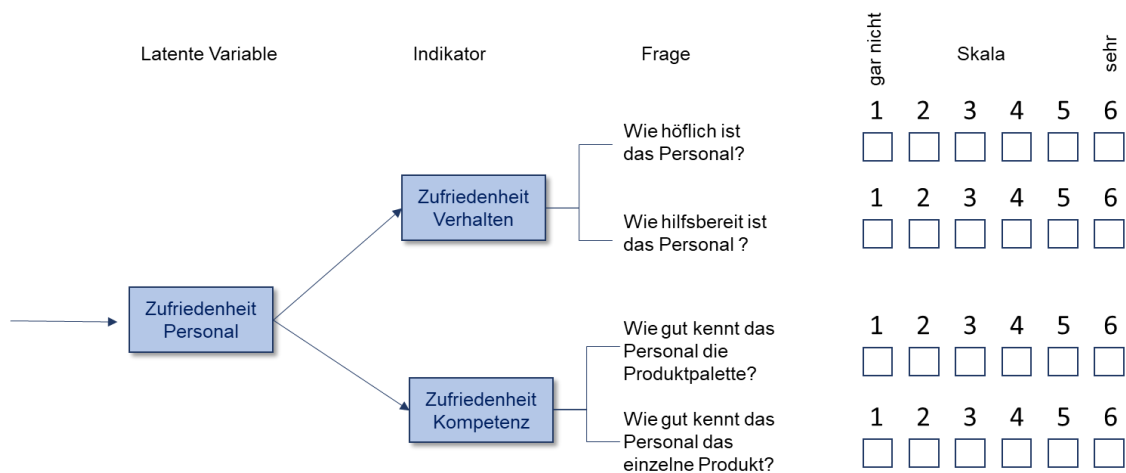 Latente Variable
Indikator
Frage
gar nicht
Skala
sehr
1 2 3 4 5 6
Wie höflich ist
das Personal?
Zufriedenheit
Verhalten
1 2 3 4 5 6
Wie hilfsbereit ist
das Personal ?
Zufriedenheit
Personal
1 2 3 4 5 6
Wie gut kennt das
Personal die
Produktpalette?
Zufriedenheit
Kompetenz
1 2 3 4 5 6
Wie gut kennt das
Personal das
einzelne Produkt?